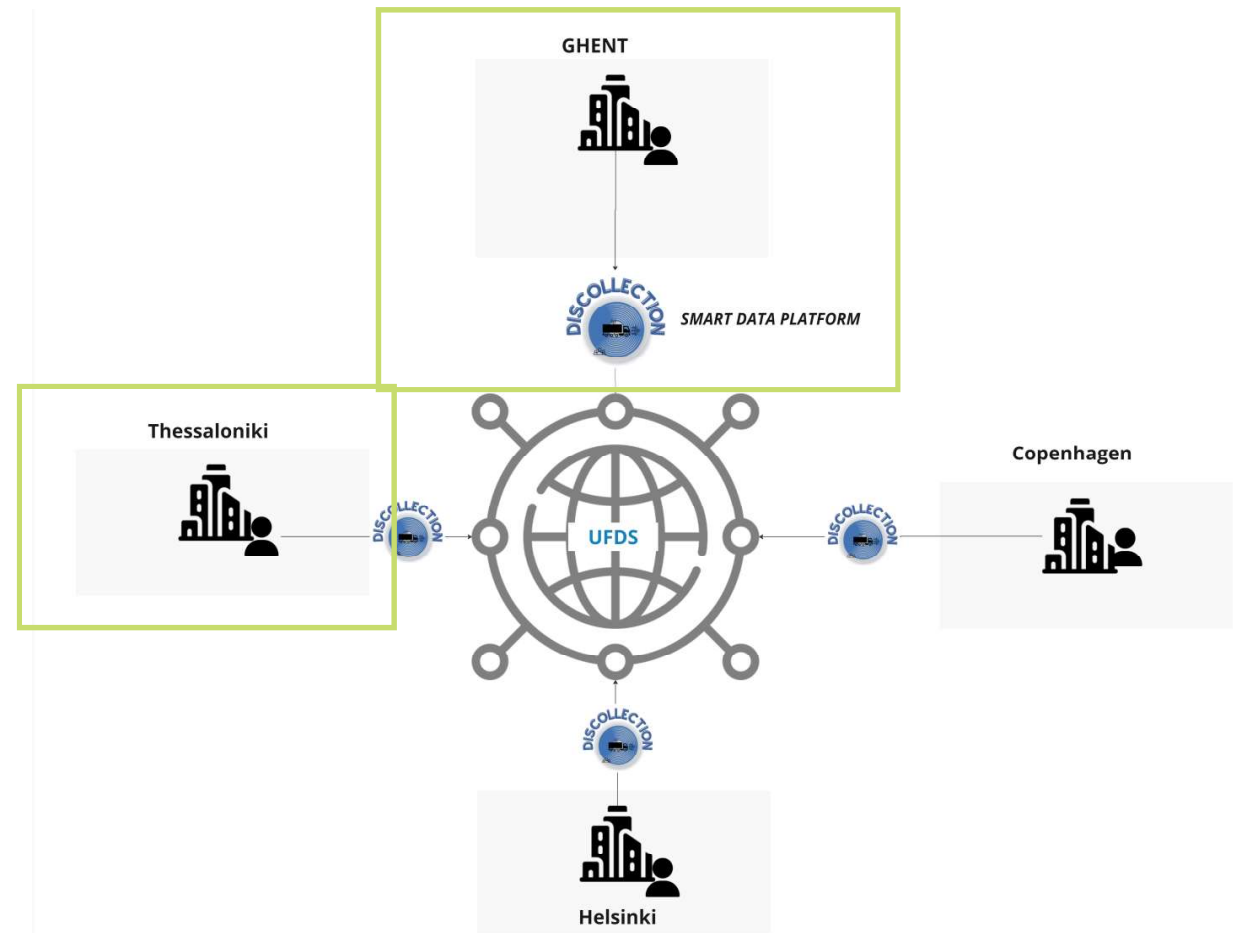 GHENT
DISCOLLECTION
SMART DATA PLATFORM
Thessaloniki
DISCOLLECTION
UFDS
Copenhagen
DISCOLLECTION
DISCOLLECTION
Helsinki